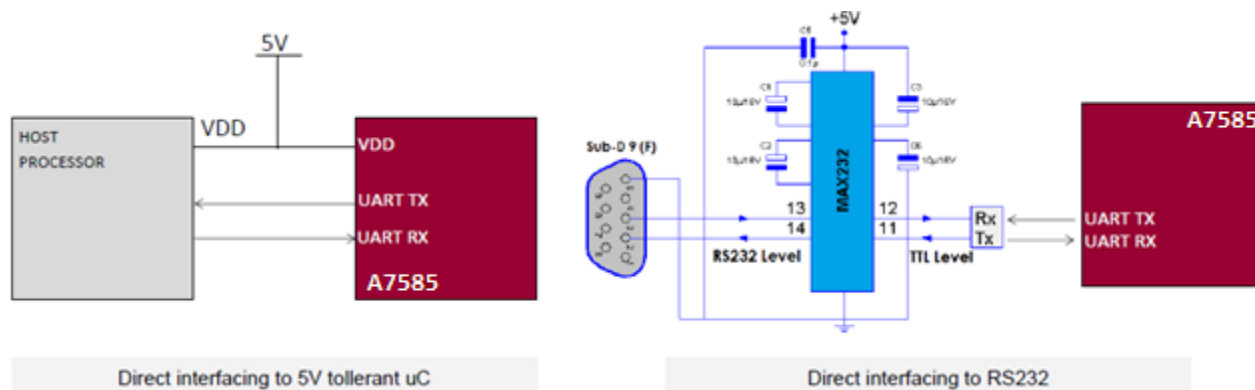 5V
HOST
PROCESSOR
VDD
VDD
UART TX
UART RX
A7585
Direct interfacing to 5V tollerant uC
+5V
Sub-D 9 (F)
MAX232
13
14
12
11
RS232 Level
TTL Level
Rx
Tx
A7585
UART TX
UART RX
Direct interfacing to RS232